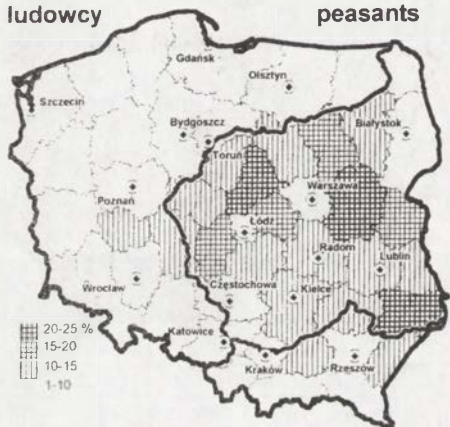 ludowcy
peasants
Gdańsk
Olsztyn
Szczecin
Bydgoszcz
Białystok
Toruń
Warszawa
Poznań
Łódź
Radom
Lublin
Wrocław
Częstochowa
Kielce
Katowice
Kraków
Rzeszów
20-25 %
15-20
10-15
1-10